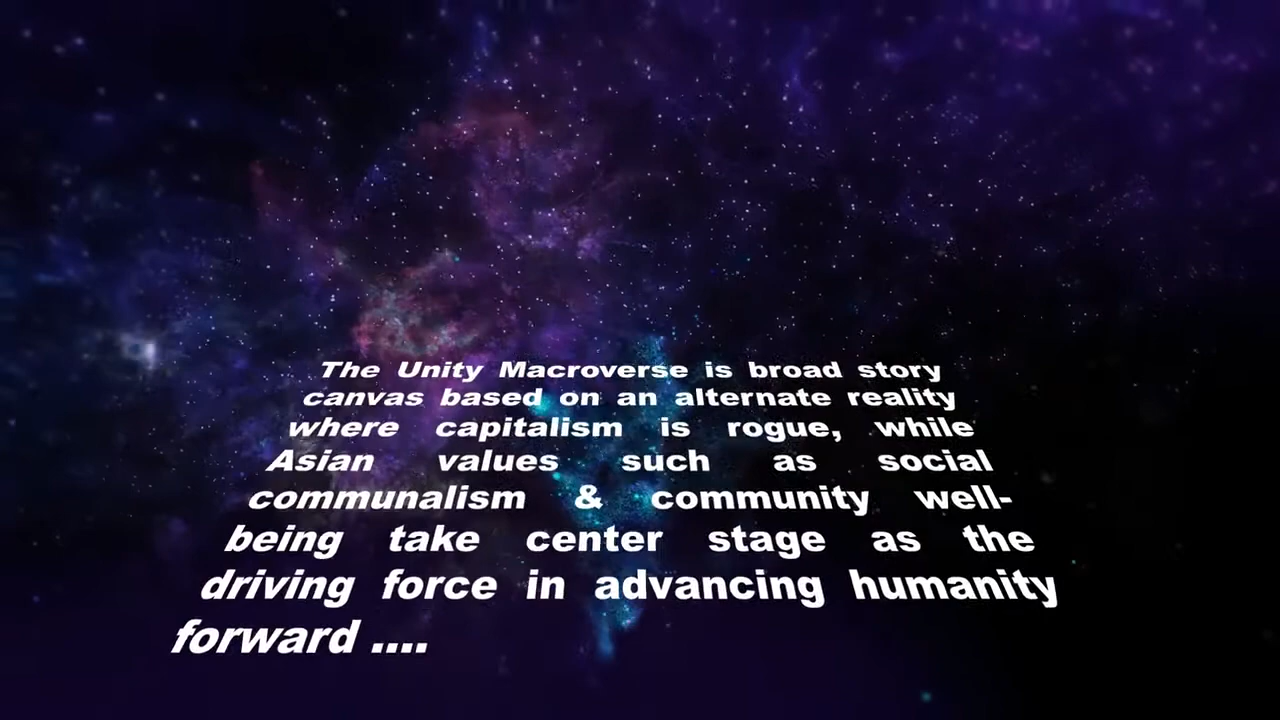 The Unity Macroverse is broad story
canvas based on an alternate reality
where capitalism is rogue, while
Asian values such as social
communalism & community well-
being take center stage as the
driving force in advancing humanity
forward ....